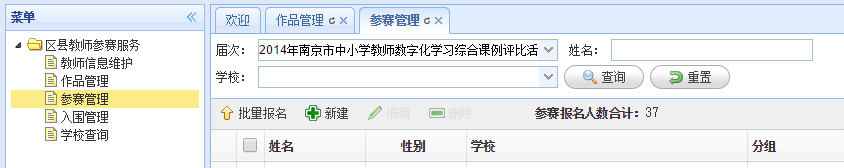 菜单
区县教师参赛服务
教师信息维护
作品管理
参赛管理
入围管理
学校查询
欢迎 作品管理 参赛管理
届次： 2014年南京市中小学教师数字化学习综合课例评比活 姓名：
学校： 查询 重置
批量报名 新建 编辑 删除 参赛报名人数合计：37
姓名 性别 学校 分组